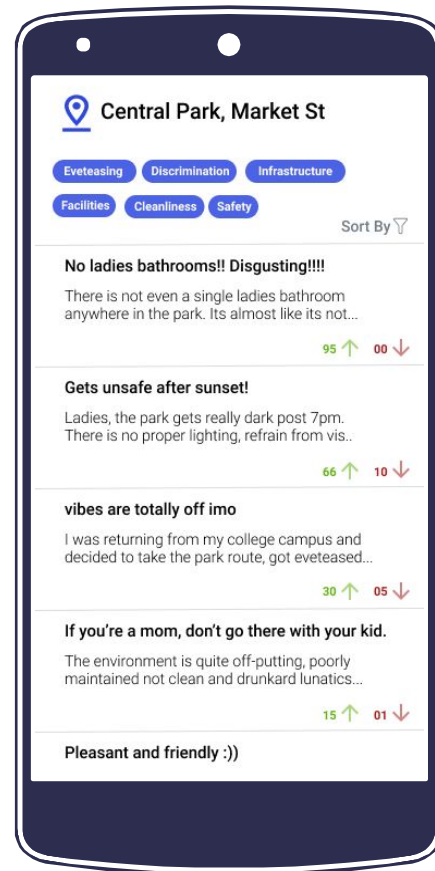 Central Park, Market St
Eveteasing Discrimination Infrastructure
Facilities Cleanliness Safety
Sort By
No ladies bathrooms!! Disgusting!!!!
There is not even a single ladies bathroom
anywhere in the park. Its almost like its not...
95 00
Gets unsafe after sunset!
Ladies, the park gets really dark post 7pm.
There is no proper lighting, refrain from vis..
66 10
vibes are totally off imo
I was returning from my college campus and
decided to take the park route, got eveteased...
30 05
If you’re a mom, don’t go there with your kid.
The environment is quite off-putting, poorly
maintained not clean and drunkard lunatics...
15 01
Pleasant and friendly :))